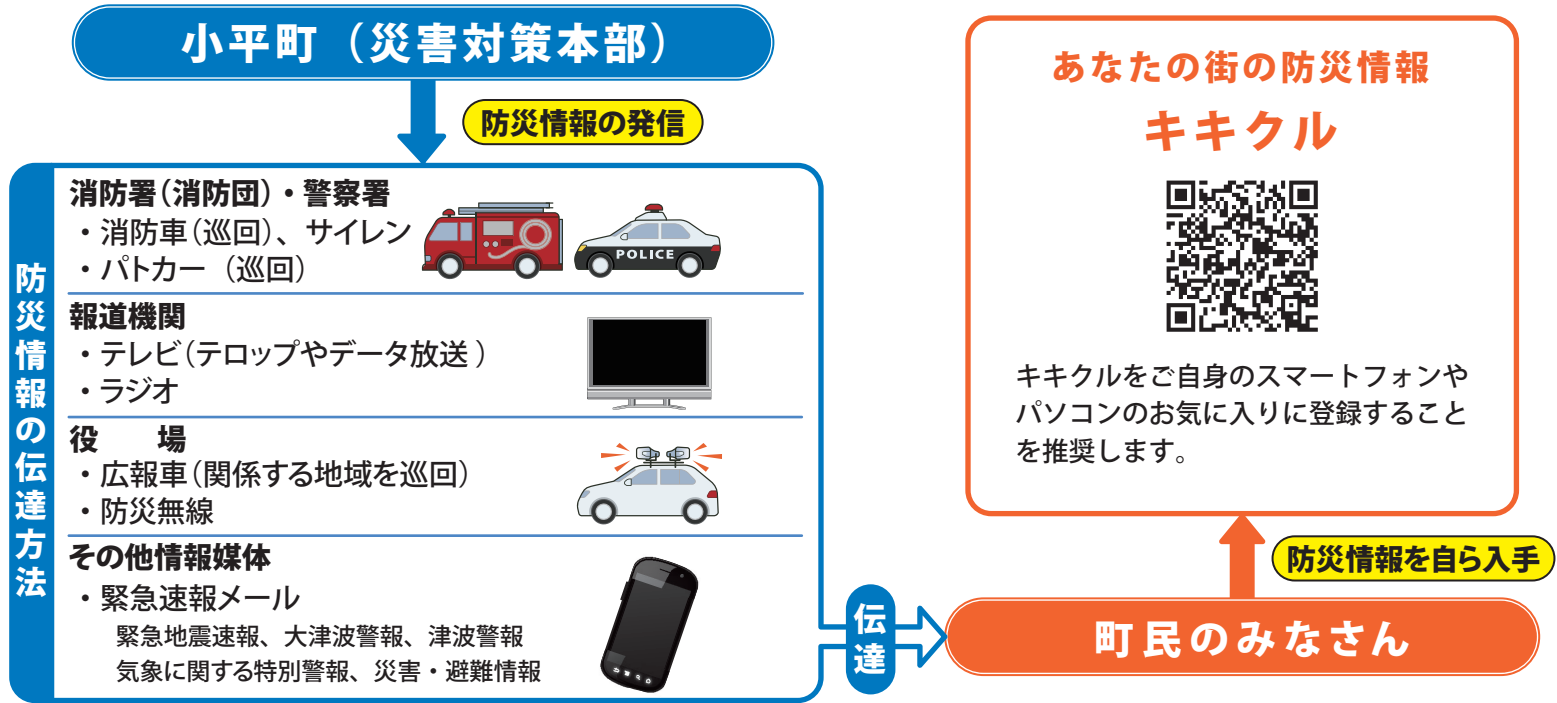 小平町（災害対策本部）
防災情報の発信
防災情報の伝達方法
消防署（消防団）・警察署
・消防車（巡回）、サイレン
・パトカー（巡回）
POLICE
報道機関
・テレビ（テロップやデータ放送）
・ラジオ
役　場
・広報車（関係する地域を巡回）
・防災無線
その他情報媒体
・緊急速報メール
緊急地震速報、大津波警報、津波警報
気象に関する特別警報、災害・避難情報
伝達
町民のみなさん
防災情報を自ら入手
あなたの街の防災情報
キキクル
キキクルをご自身のスマートフォンや
パソコンのお気に入りに登録すること
を推奨します。